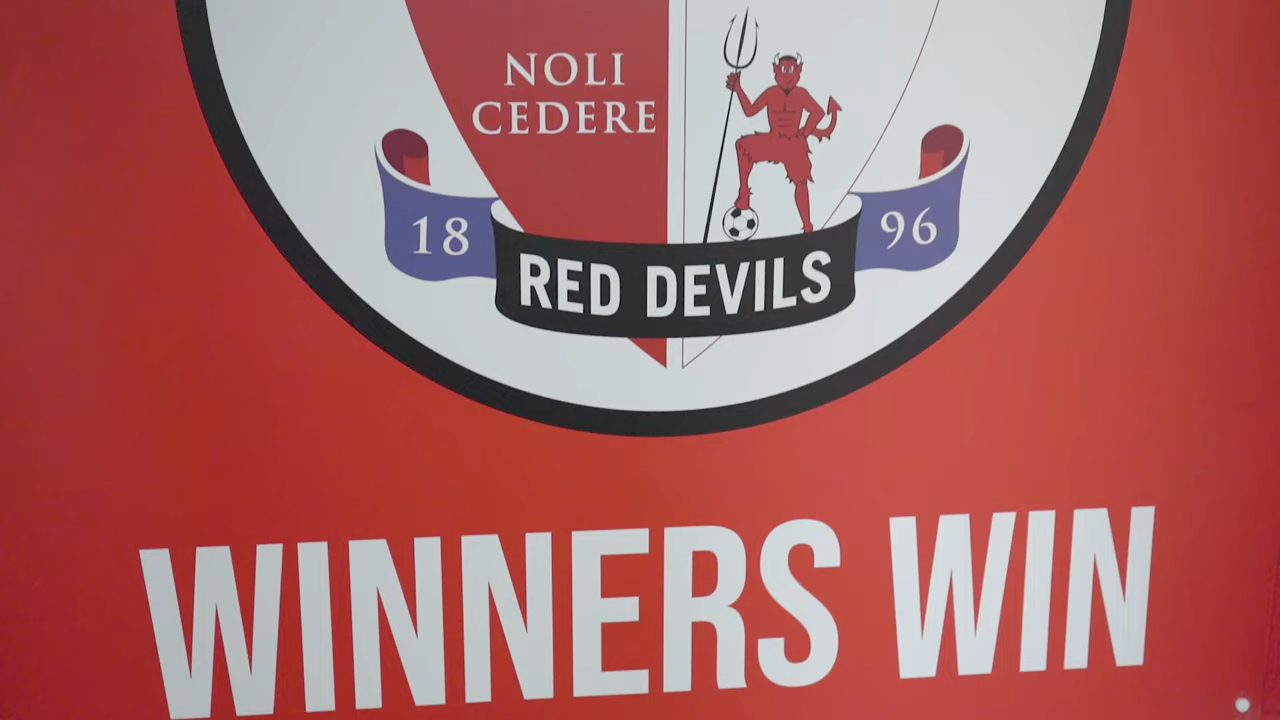 NOLI
CEDERE
18 96
RED DEVILS
WINNERS WIN